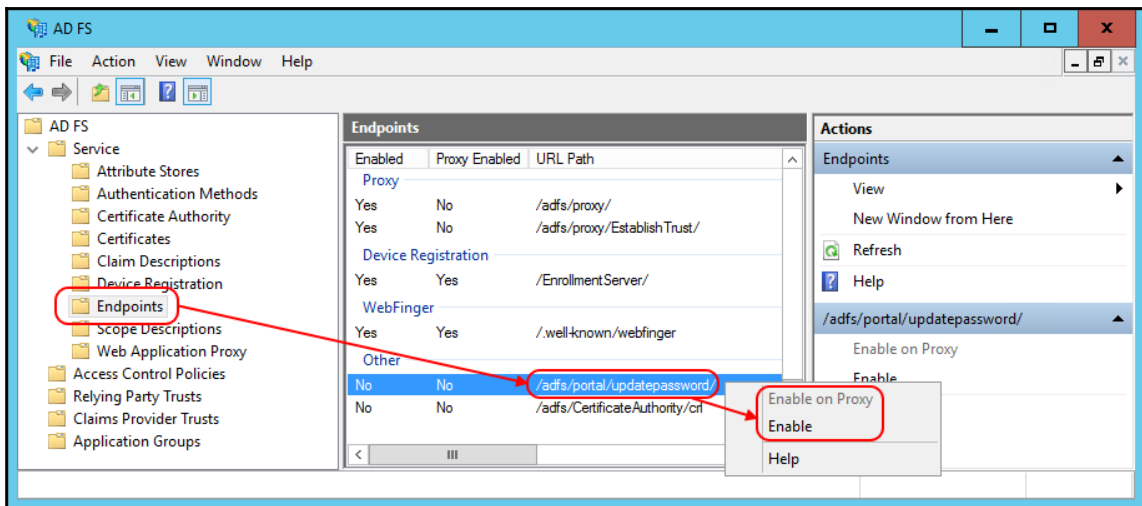 AD FS
File Action View Window Help
AD FS
Service
Attribute Stores
Authentication Methods
Certificate Authority
Certificates
Claim Descriptions
Device Registration
Endpoints
Scope Descriptions
Web Application Proxy
Access Control Policies
Relying Party Trusts
Claims Provider Trusts
Application Groups
Endpoints
Enabled Proxy Enabled URL Path
Proxy
Yes No /adfs/proxy/
Yes No /adfs/proxy/EstablishTrust/
Device Registration
Yes Yes /EnrollmentServer/
WebFinger
Yes Yes /.well-known/webfinger
Other
No No /adfs/portal/updatepassword/
No No /adfs/CertificateAuthority/crl
Enable on Proxy
Enable
Help
Actions
Endpoints
View
New Window from Here
Refresh
Help
/adfs/portal/updatepassword/
Enable on Proxy
Enable